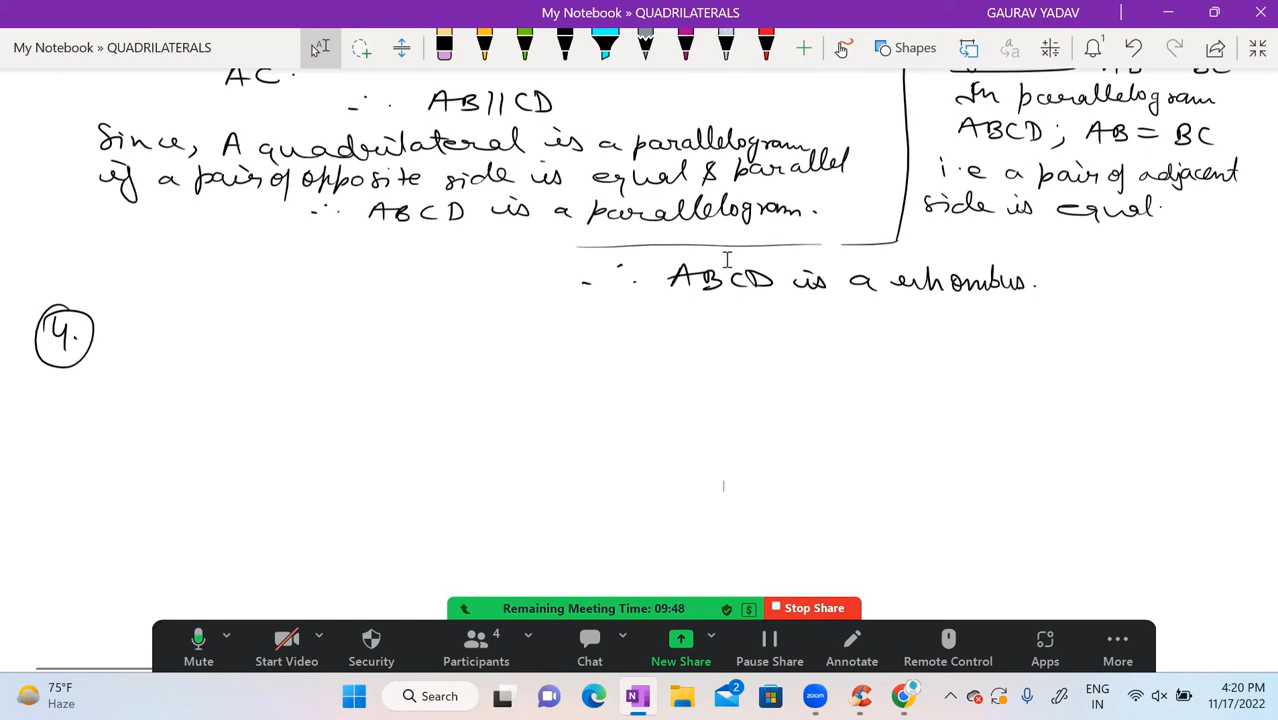 My Notebook » QUADRILATERALS
GAURAV YADAV
My Notebook » QUADRILATERALS
Shapes
AC.
∴ AB || CD
Since, A quadrilateral is a parallelogram
if a pair of opposite side is equal & parallel
∴ ABCD is a parallelogram.
In parallelogram
ABCD ; AB = BC
i.e a pair of adjacent
side is equal.
∴ ABCD is a rhombus.
4.
Remaining Meeting Time: 09:48
Stop Share
4
Mute
Start Video
Security
Participants
Chat
New Share
Pause Share
Annotate
Remote Control
Apps
More
75°F
Haze
Search
zoom
2
ENG
IN
4:20 PM
11/17/2022